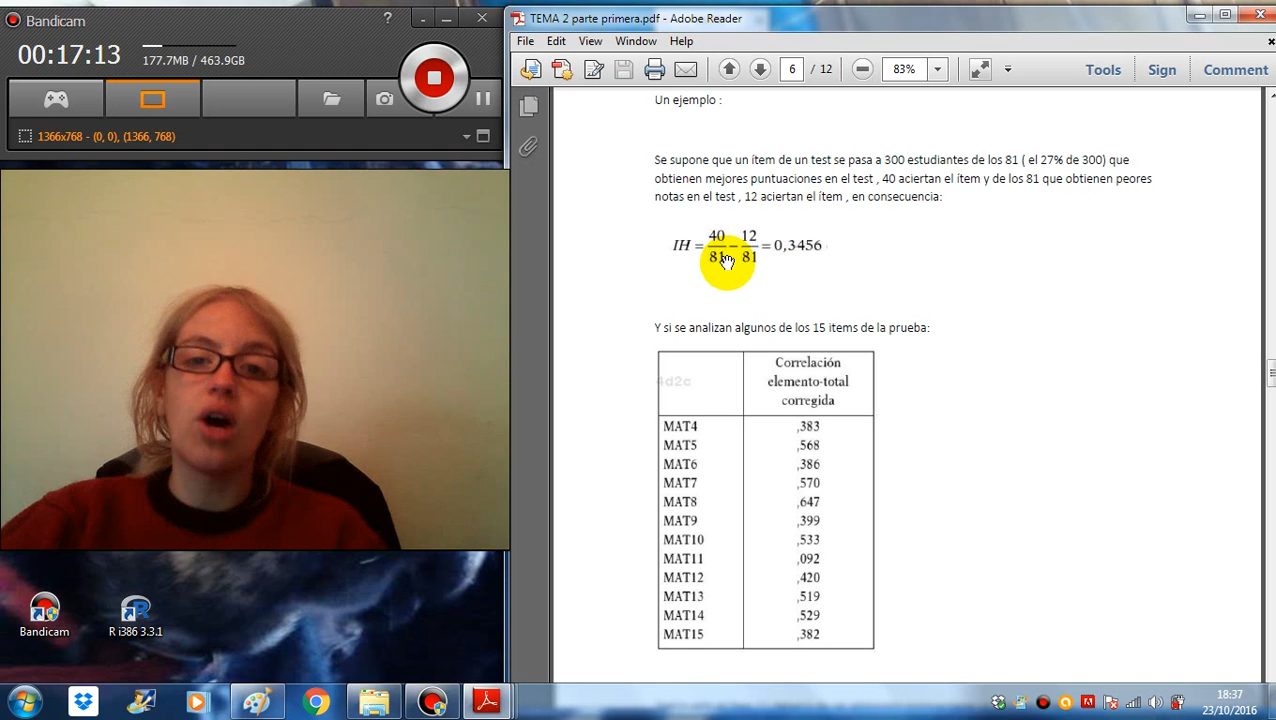 Bandicam
00:17:13
177.7MB / 463.9GB
1366x768 - (0, 0), (1366, 768)
TEMA 2 parte primera.pdf - Adobe Reader
File Edit View Window Help
6 / 12 83% Tools Sign Comment
Un ejemplo :
Se supone que un ítem de un test se pasa a 300 estudiantes de los 81 ( el 27% de 300) que
obtienen mejores puntuaciones en el test , 40 aciertan el ítem y de los 81 que obtienen peores
notas en el test , 12 aciertan el ítem , en consecuencia:
IH = 40/81 − 12/81 = 0,3456
Y si se analizan algunos de los 15 items de la prueba:
Correlación
4d2c elemento-total
corregida
MAT4 ,383
MAT5 ,568
MAT6 ,386
MAT7 ,570
MAT8 ,647
MAT9 ,399
MAT10 ,533
MAT11 ,092
MAT12 ,420
MAT13 ,519
MAT14 ,529
MAT15 ,382
Bandicam R i386 3.3.1
18:37
23/10/2016